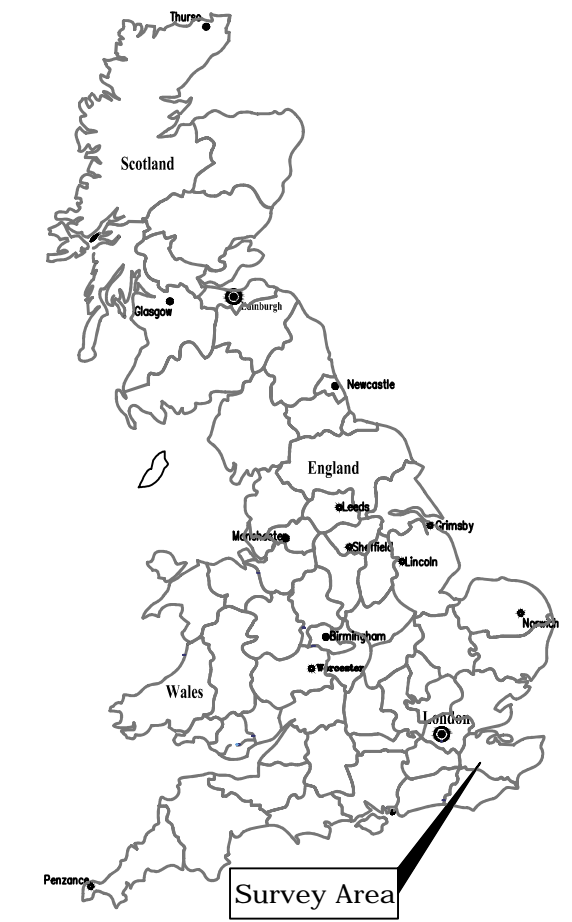 Thurso
Scotland
Edinburgh
Glasgow
Newcastle
England
Leeds
Grimsby
Manchester
Sheffield
Lincoln
Norwich
Birmingham
Worcester
Wales
London
Penzance
Survey Area